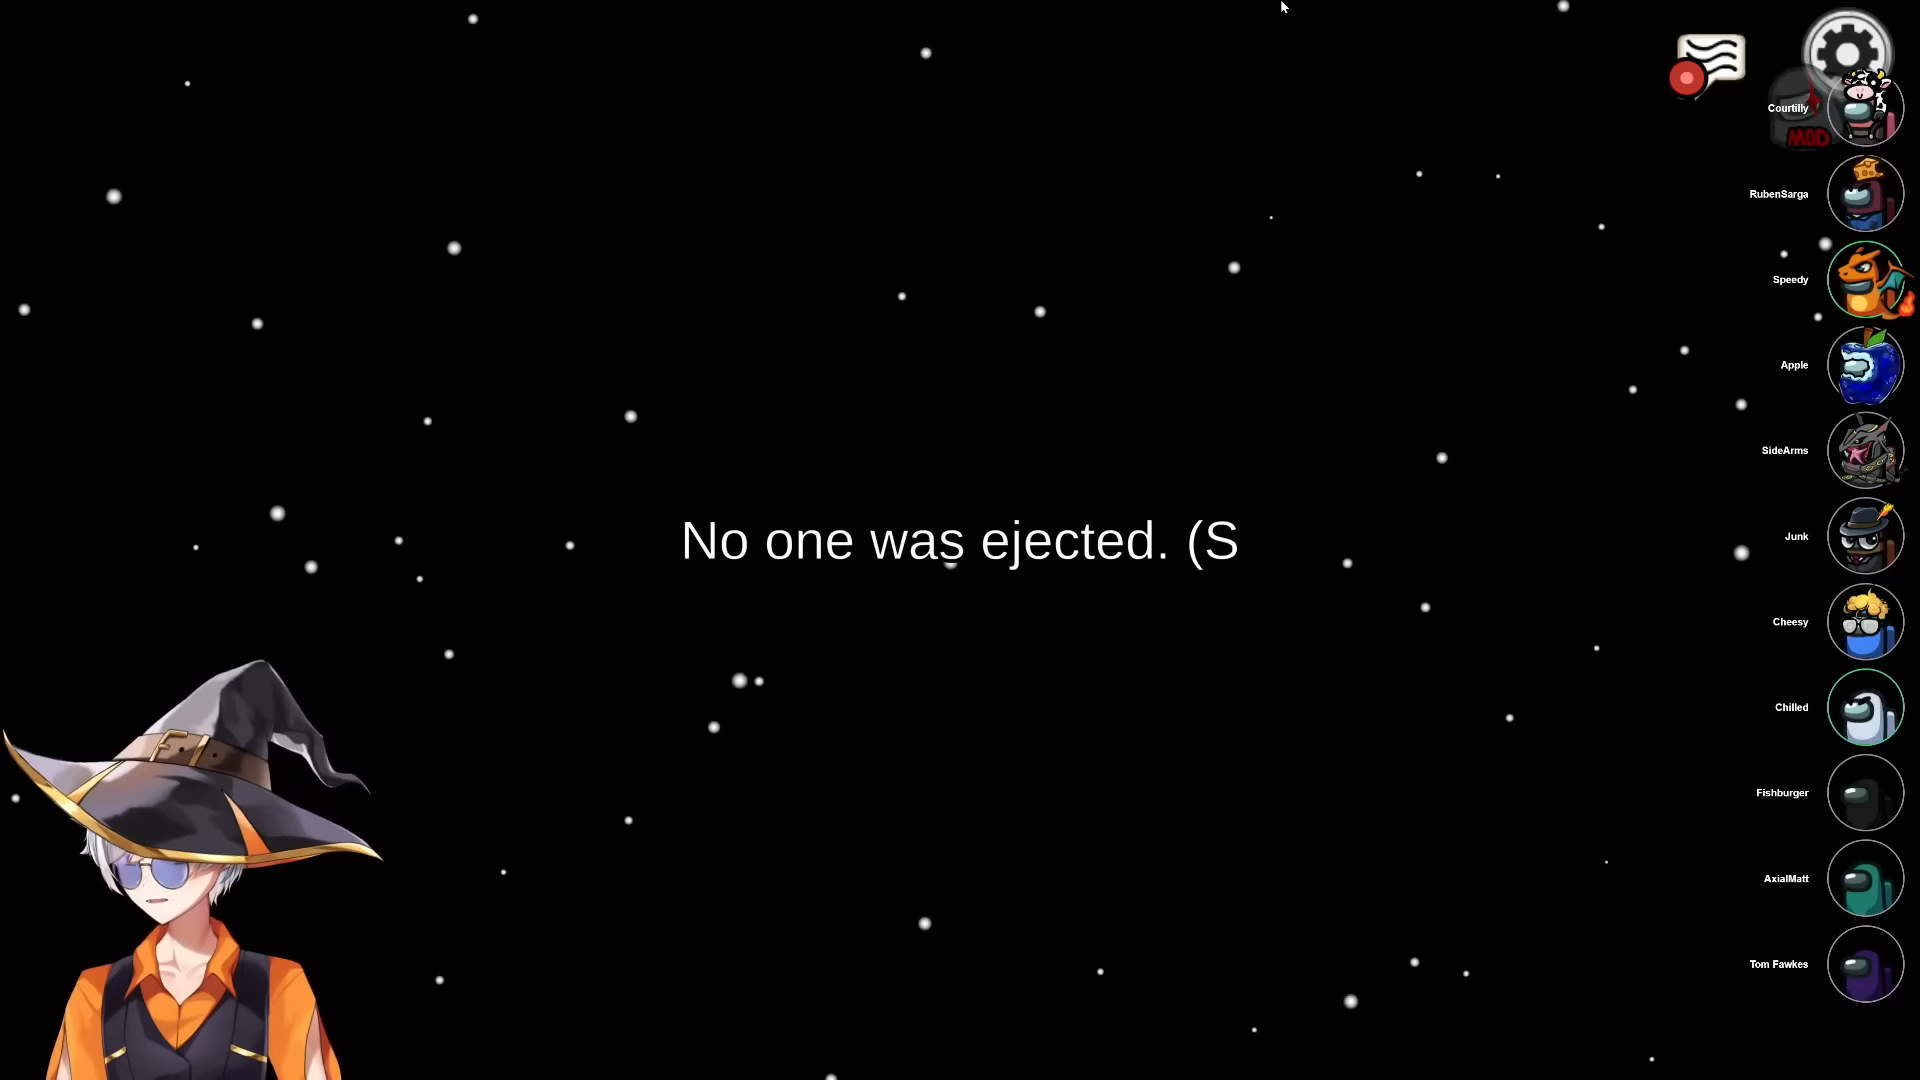 Courtilly
MOD
RubenSarga
Speedy
Apple
SideArms
No one was ejected. (S
Junk
Cheesy
Chilled
Fishburger
AxialMatt
Tom Fawkes